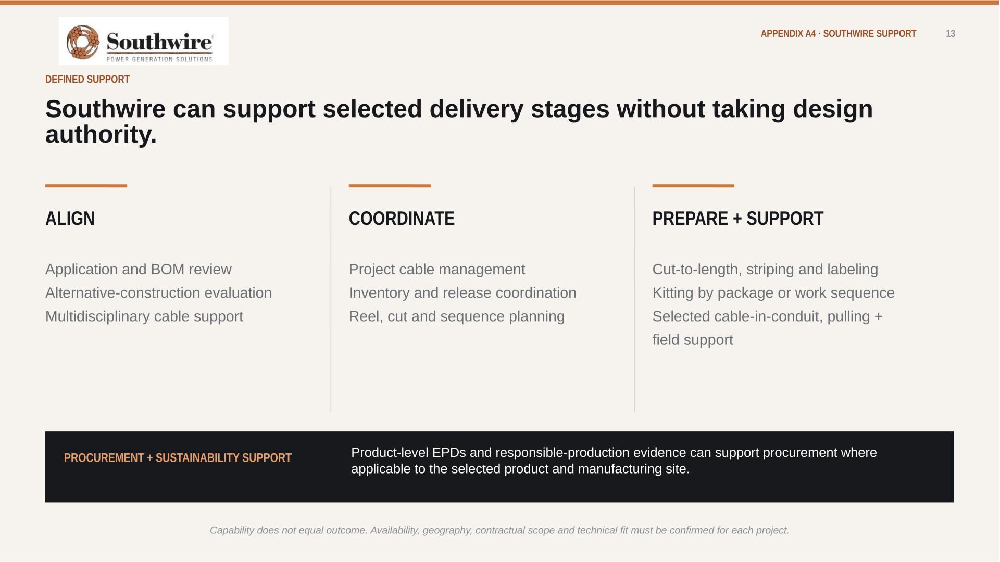 Southwire®
POWER GENERATION SOLUTIONS
APPENDIX A4 · SOUTHWIRE SUPPORT 13
DEFINED SUPPORT
Southwire can support selected delivery stages without taking design
authority.
ALIGN
Application and BOM review
Alternative-construction evaluation
Multidisciplinary cable support
COORDINATE
Project cable management
Inventory and release coordination
Reel, cut and sequence planning
PREPARE + SUPPORT
Cut-to-length, striping and labeling
Kitting by package or work sequence
Selected cable-in-conduit, pulling +
field support
PROCUREMENT + SUSTAINABILITY SUPPORT
Product-level EPDs and responsible-production evidence can support procurement where
applicable to the selected product and manufacturing site.
Capability does not equal outcome. Availability, geography, contractual scope and technical fit must be confirmed for each project.